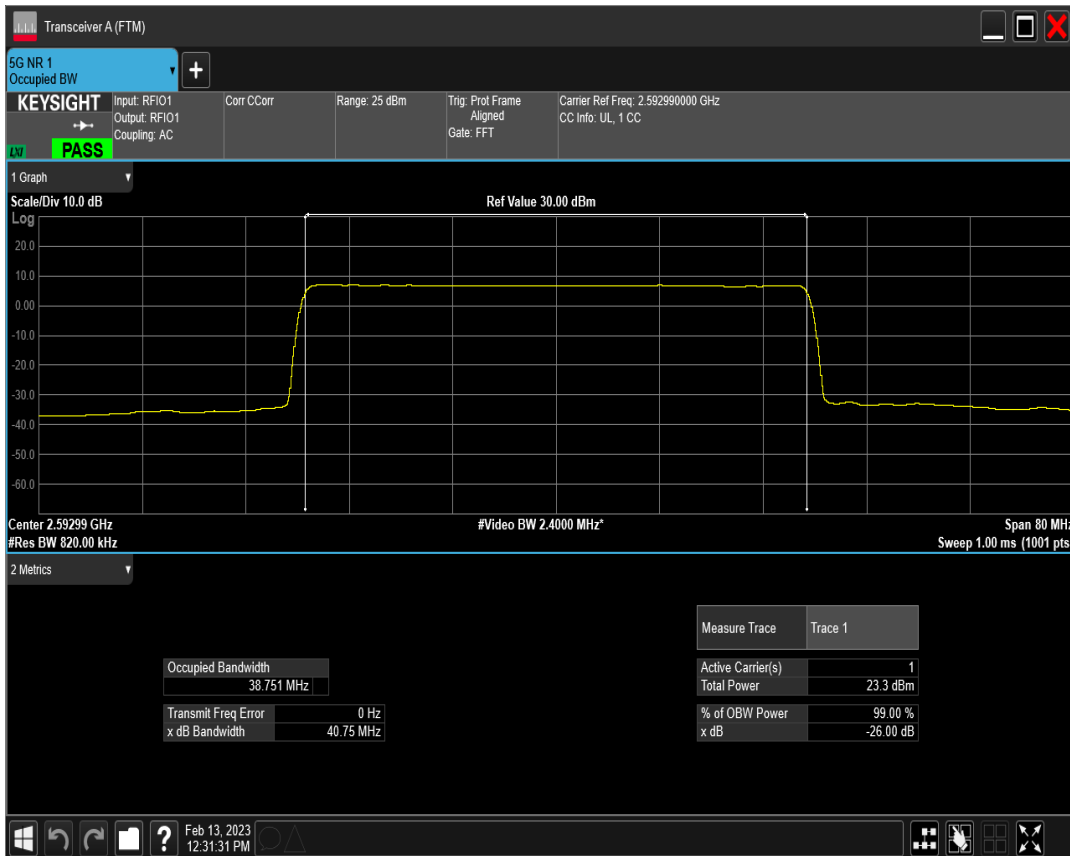 Transceiver A (FTM)
5G NR 1
Occupied BW
+
KEYSIGHT
LXI
PASS
Input: RFIO1
Output: RFIO1
Coupling: AC
Corr CCorr
Range: 25 dBm
Trig: Prot Frame
Aligned
Gate: FFT
Carrier Ref Freq: 2.592990000 GHz
CC Info: UL, 1 CC
1 Graph
Scale/Div 10.0 dB
Ref Value 30.00 dBm
Log
20.0
10.0
0.00
-10.0
-20.0
-30.0
-40.0
-50.0
-60.0
Center 2.59299 GHz
#Video BW 2.4000 MHz*
Span 80 MHz
#Res BW 820.00 kHz
Sweep 1.00 ms (1001 pts
2 Metrics
Measure Trace Trace 1
Occupied Bandwidth
38.751 MHz
Active Carrier(s) 1
Total Power 23.3 dBm
Transmit Freq Error 0 Hz
x dB Bandwidth 40.75 MHz
% of OBW Power 99.00 %
x dB -26.00 dB
?
Feb 13, 2023
12:31:31 PM